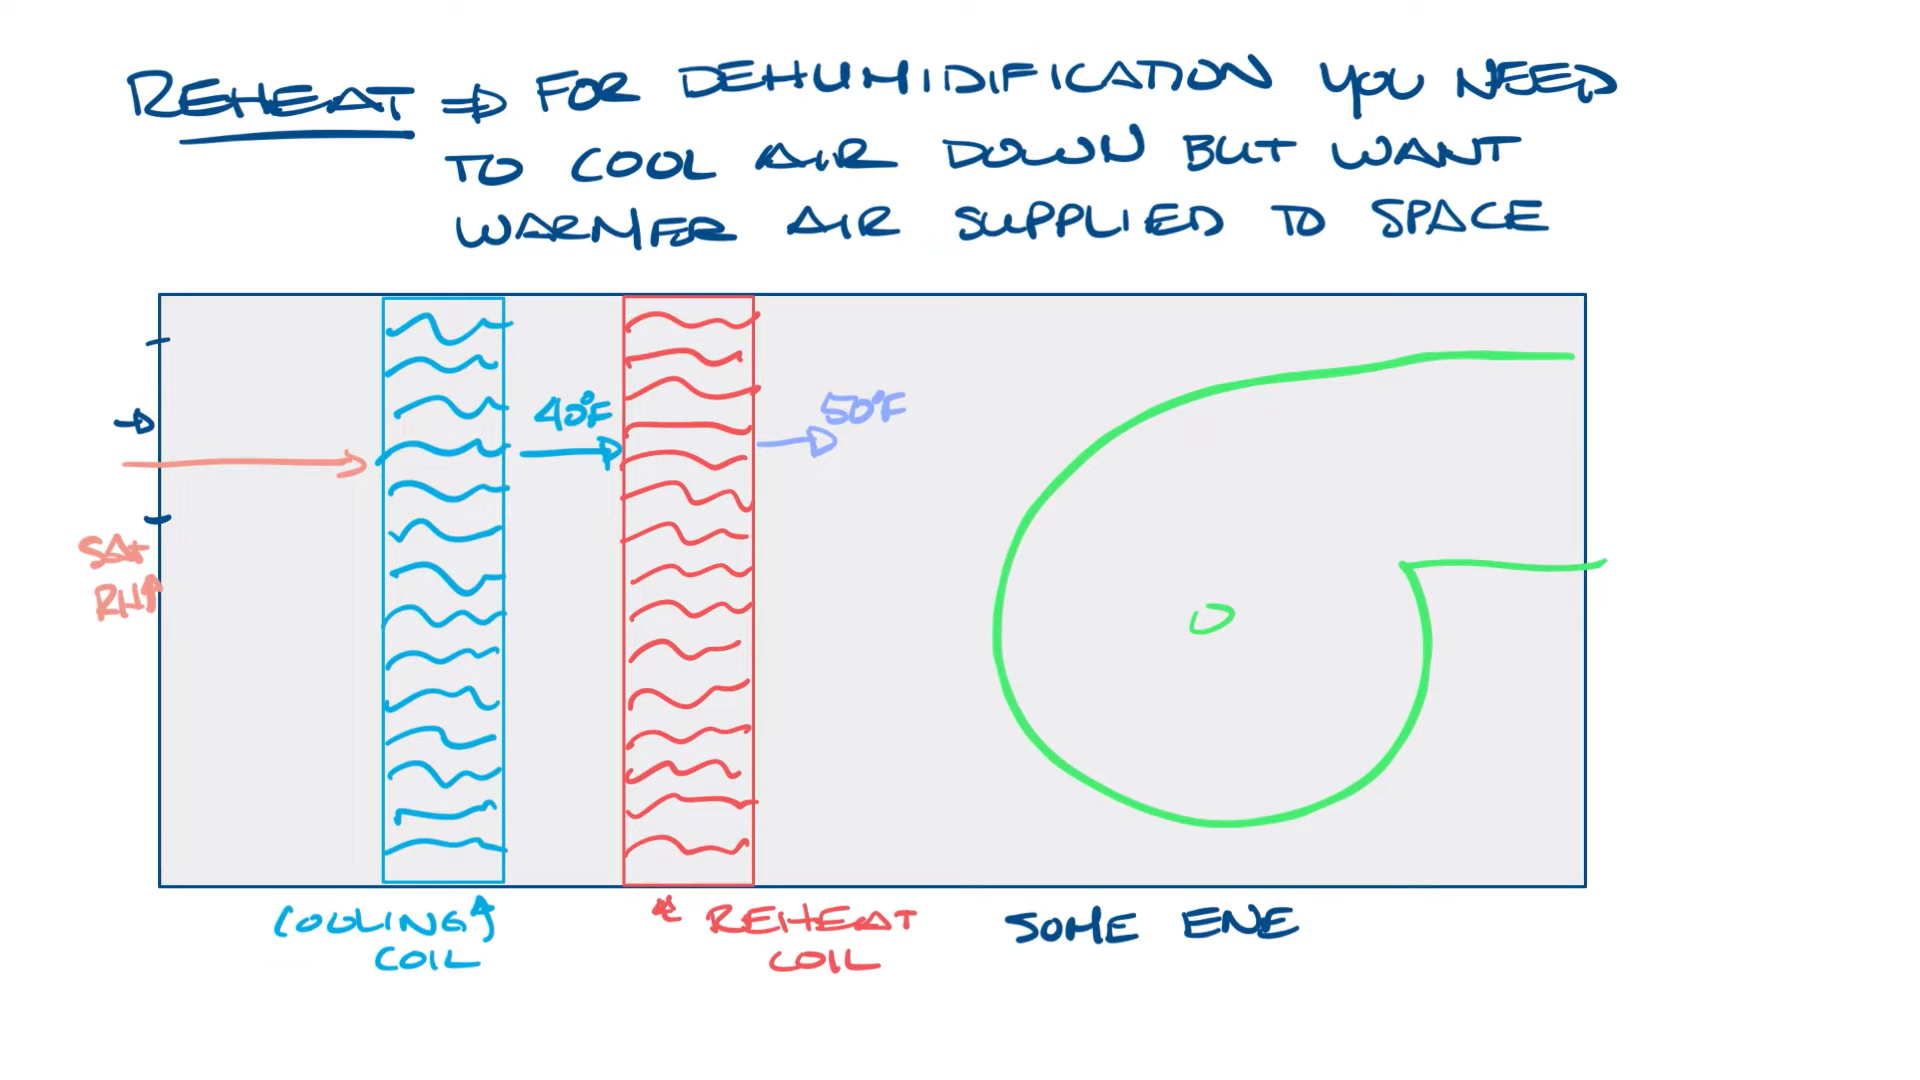 REHEAT ⇒ FOR DEHUMIDIFICATION YOU NEED
TO COOL AIR DOWN BUT WANT
WARMER AIR SUPPLIED TO SPACE
40°F
50°F
RH↑
COOLING
COIL
REHEAT
COIL
SOME ENE